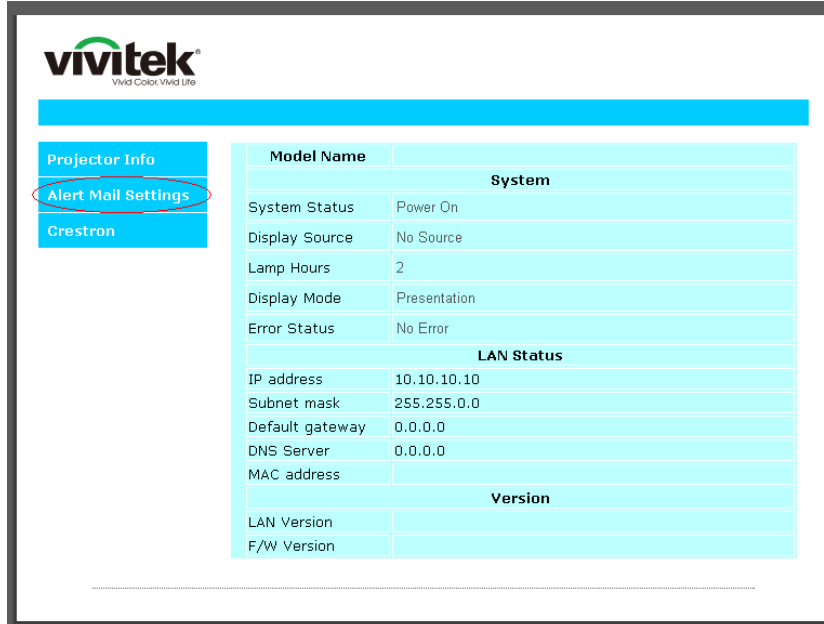 vivitek®
Vivid Color. Vivid Life
Projector Info
Alert Mail Settings
Crestron
Model Name
System
System Status Power On
Display Source No Source
Lamp Hours 2
Display Mode Presentation
Error Status No Error
LAN Status
IP address 10.10.10.10
Subnet mask 255.255.0.0
Default gateway 0.0.0.0
DNS Server 0.0.0.0
MAC address
Version
LAN Version
F/W Version